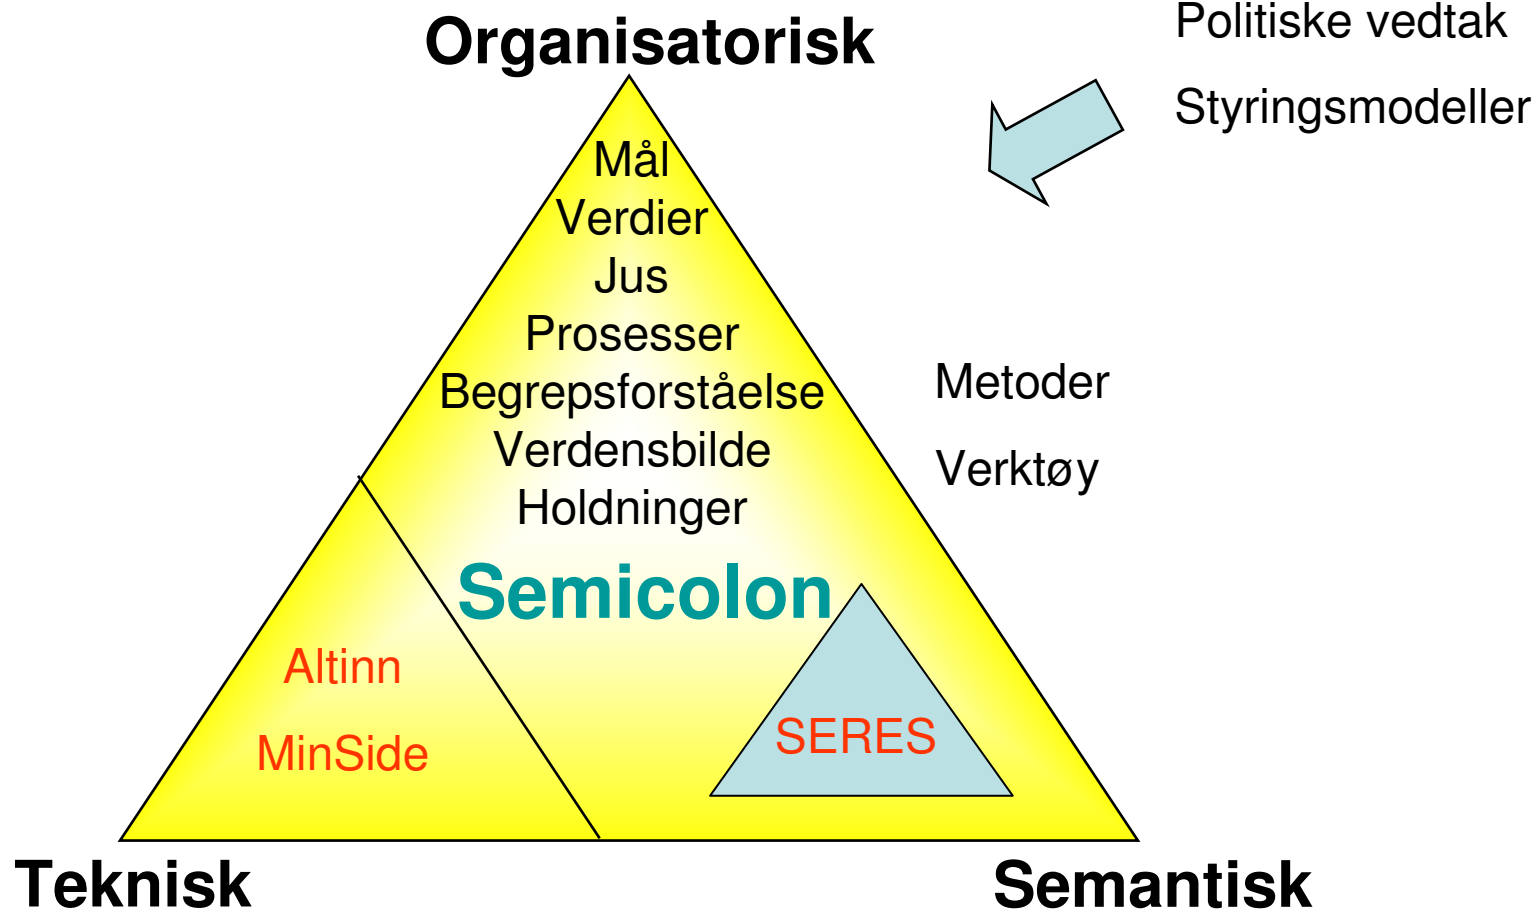 Organisatorisk
Politiske vedtak
Styringsmodeller
Mål
Verdier
Jus
Prosesser
Begrepsforståelse
Verdensbilde
Holdninger
Metoder
Verktøy
Semicolon
Altinn
MinSide
SERES
Teknisk
Semantisk